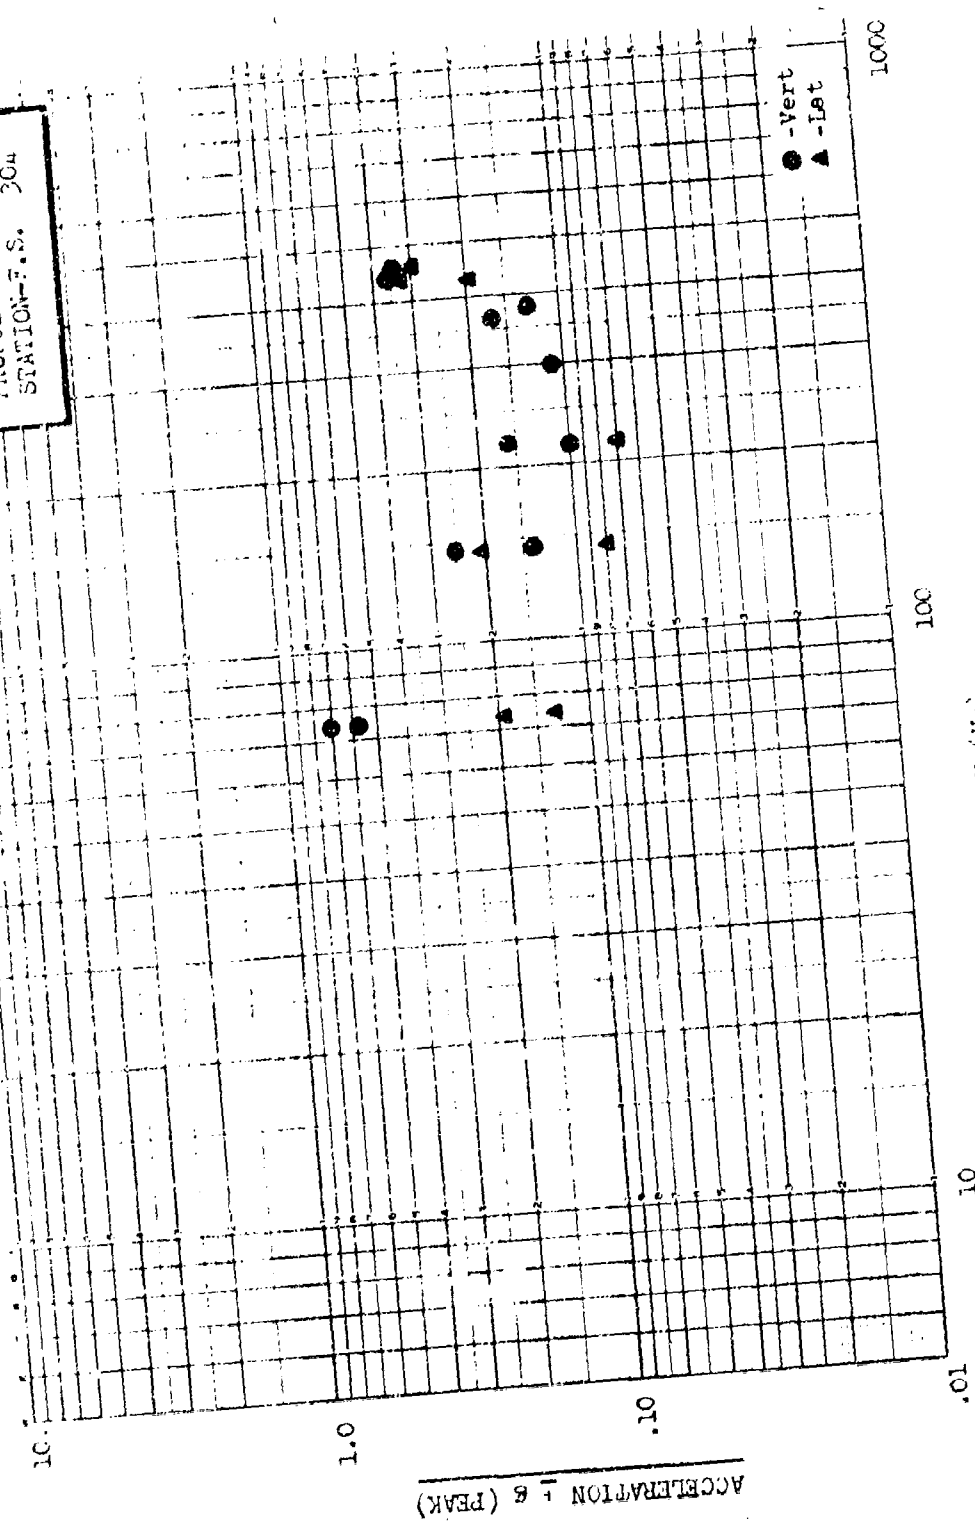 STATION-F.S. 304
10.
1.0
.10
.01
ACCELERATION ± g (PEAK)
10
100
1000
-Vert
-Lat